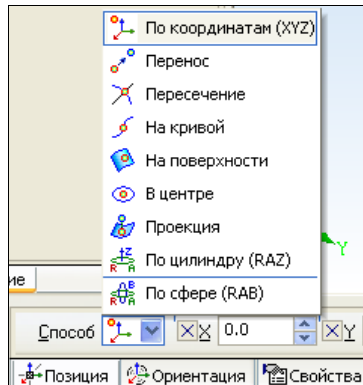 По координатам (XYZ)
Перенос
Пересечение
На кривой
На поверхности
В центре
Проекция
По цилиндру (RAZ)
ие
По сфере (RAB)
Y
Способ X 0.0 Y
Позиция Ориентация Свойства